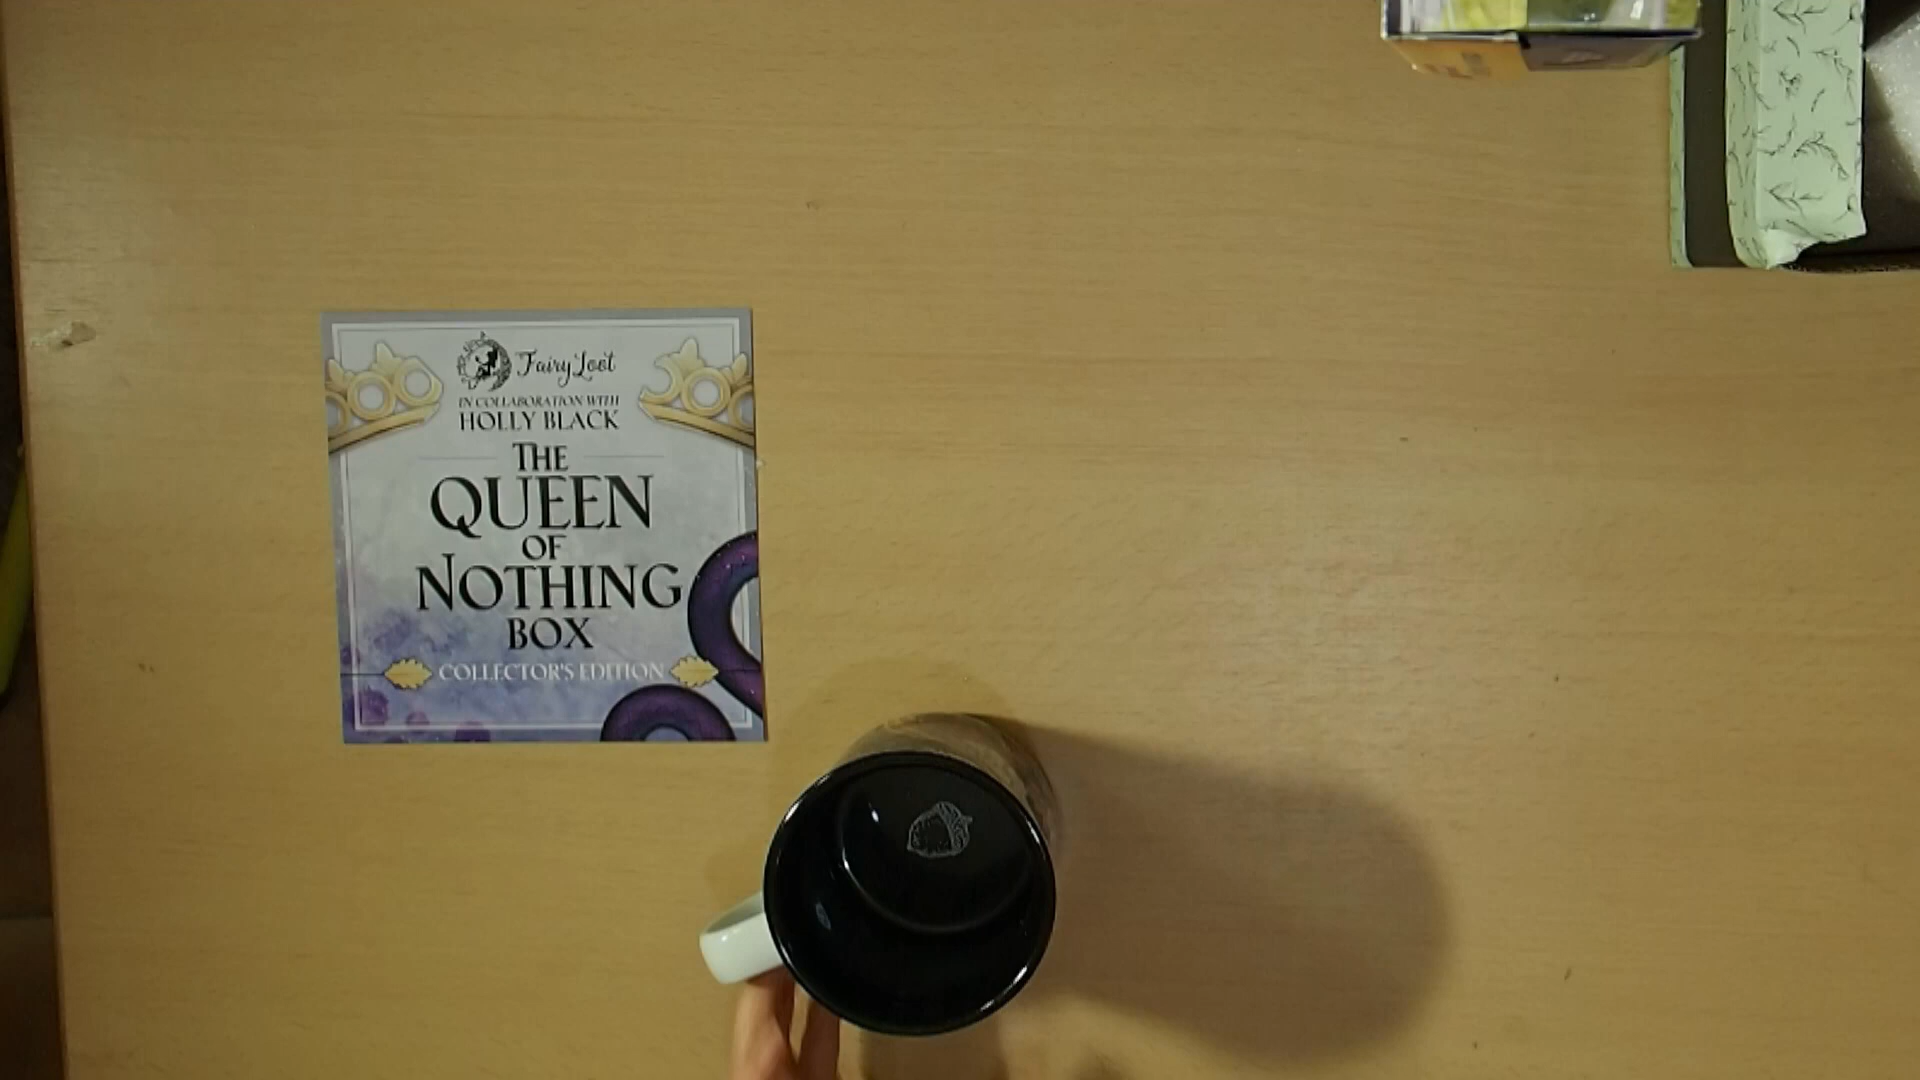 FairyLoot
IN COLLABORATION WITH
HOLLY BLACK
THE
QUEEN
OF
NOTHING
BOX
COLLECTOR'S EDITION